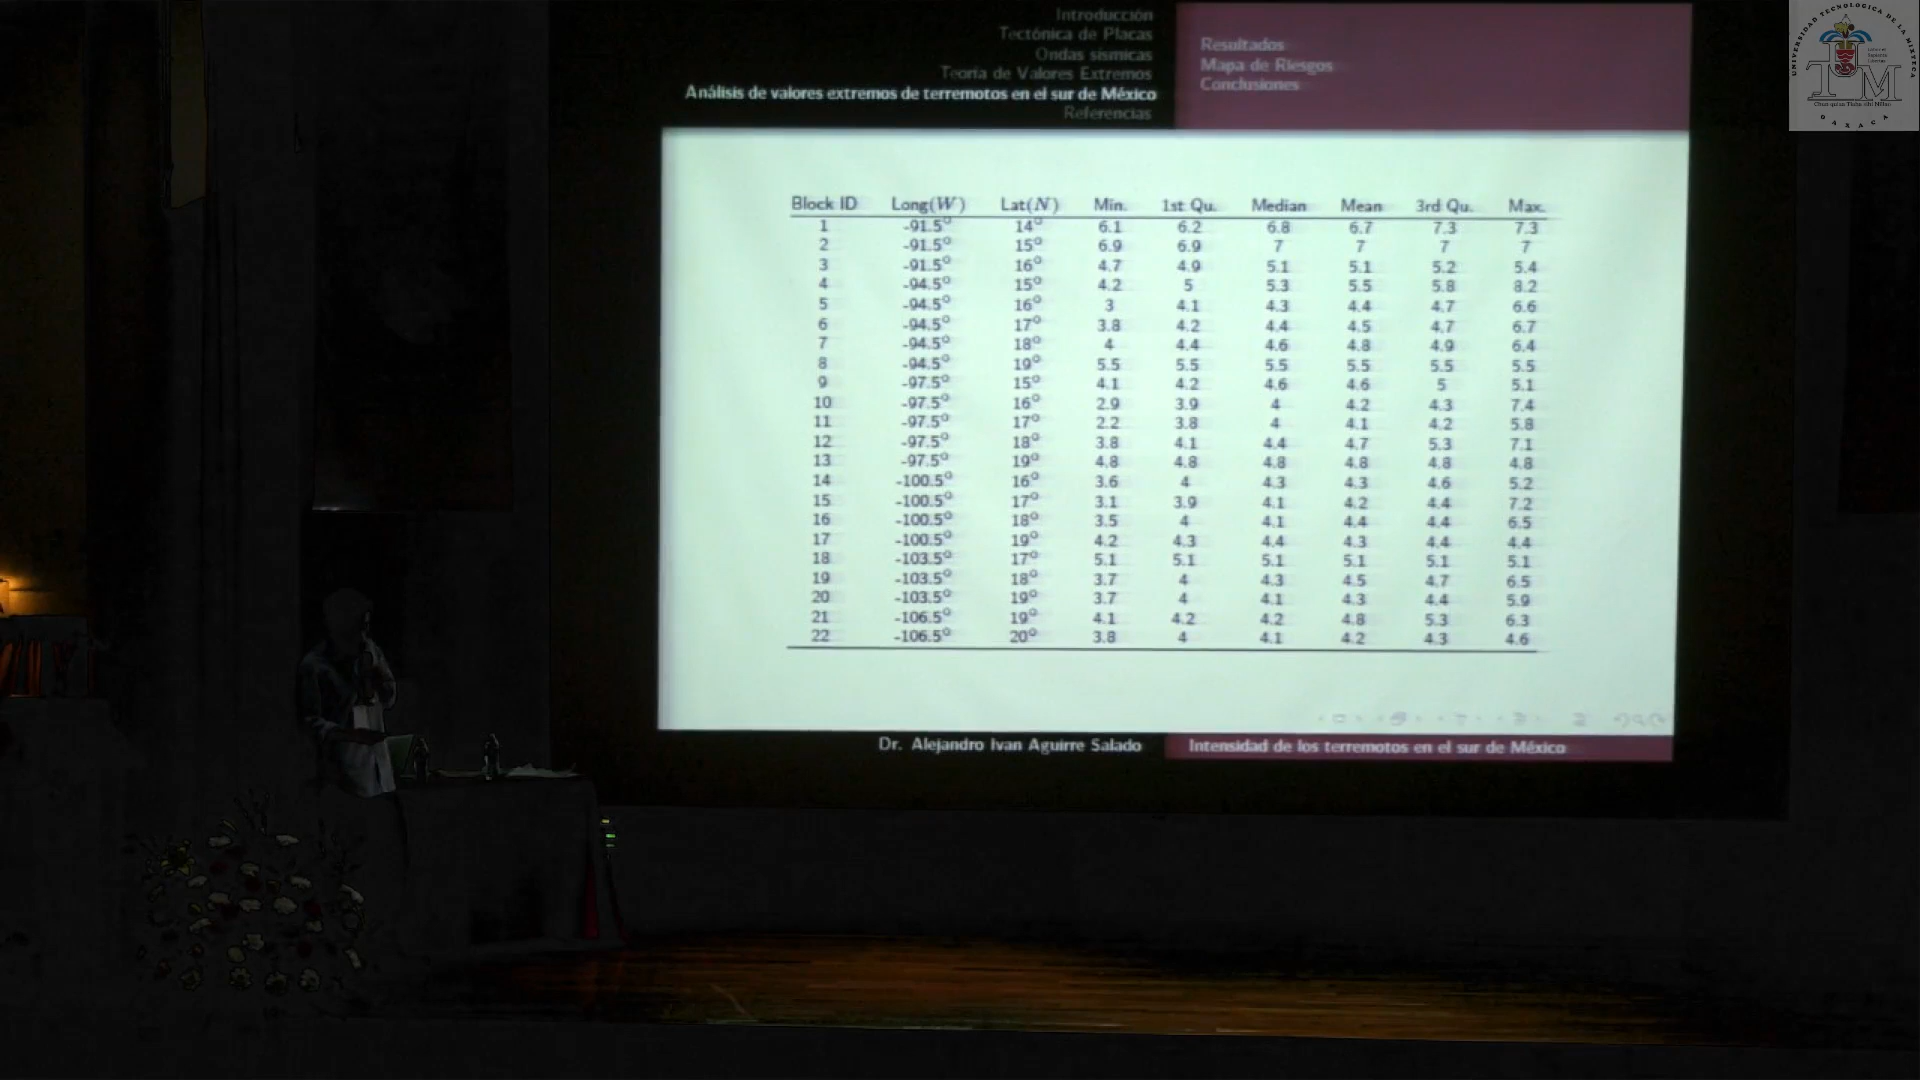 Introducción
Tectónica de Placas
Ondas sísmicas
Teoría de Valores Extremos
Análisis de valores extremos de terremotos en el sur de México
Referencias
Resultados
Mapa de Riesgos
Conclusiones
UNIVERSIDAD TECNOLOGICA DE LA MIXTECA
OAXACA
Block ID Long(W) Lat(N) Min. 1st Qu. Median Mean 3rd Qu. Max.
1 -91.5° 14° 6.1 6.2 6.8 6.7 7.3 7.3
2 -91.5° 15° 6.9 6.9 7 7 7 7
3 -91.5° 16° 4.7 4.9 5.1 5.1 5.2 5.4
4 -94.5° 15° 4.2 5 5.3 5.5 5.8 8.2
5 -94.5° 16° 3 4.1 4.3 4.4 4.7 6.6
6 -94.5° 17° 3.8 4.2 4.4 4.5 4.7 6.7
7 -94.5° 18° 4 4.4 4.6 4.8 4.9 6.4
8 -94.5° 19° 5.5 5.5 5.5 5.5 5.5 5.5
9 -97.5° 15° 4.1 4.2 4.6 4.6 5 5.1
10 -97.5° 16° 2.9 3.9 4 4.2 4.3 7.4
11 -97.5° 17° 2.2 3.8 4 4.1 4.2 5.8
12 -97.5° 18° 3.8 4.1 4.4 4.7 5.3 7.1
13 -97.5° 19° 4.8 4.8 4.8 4.8 4.8 4.8
14 -100.5° 16° 3.6 4 4.3 4.3 4.6 5.2
15 -100.5° 17° 3.1 3.9 4.1 4.2 4.4 7.2
16 -100.5° 18° 3.5 4 4.1 4.4 4.4 6.5
17 -100.5° 19° 4.2 4.3 4.4 4.3 4.4 4.4
18 -103.5° 17° 5.1 5.1 5.1 5.1 5.1 5.1
19 -103.5° 18° 3.7 4 4.3 4.5 4.7 6.5
20 -103.5° 19° 3.7 4 4.1 4.3 4.4 5.9
21 -106.5° 19° 4.1 4.2 4.2 4.8 5.3 6.3
22 -106.5° 20° 3.8 4 4.1 4.2 4.3 4.6
Dr. Alejandro Ivan Aguirre Salado
Intensidad de los terremotos en el sur de México